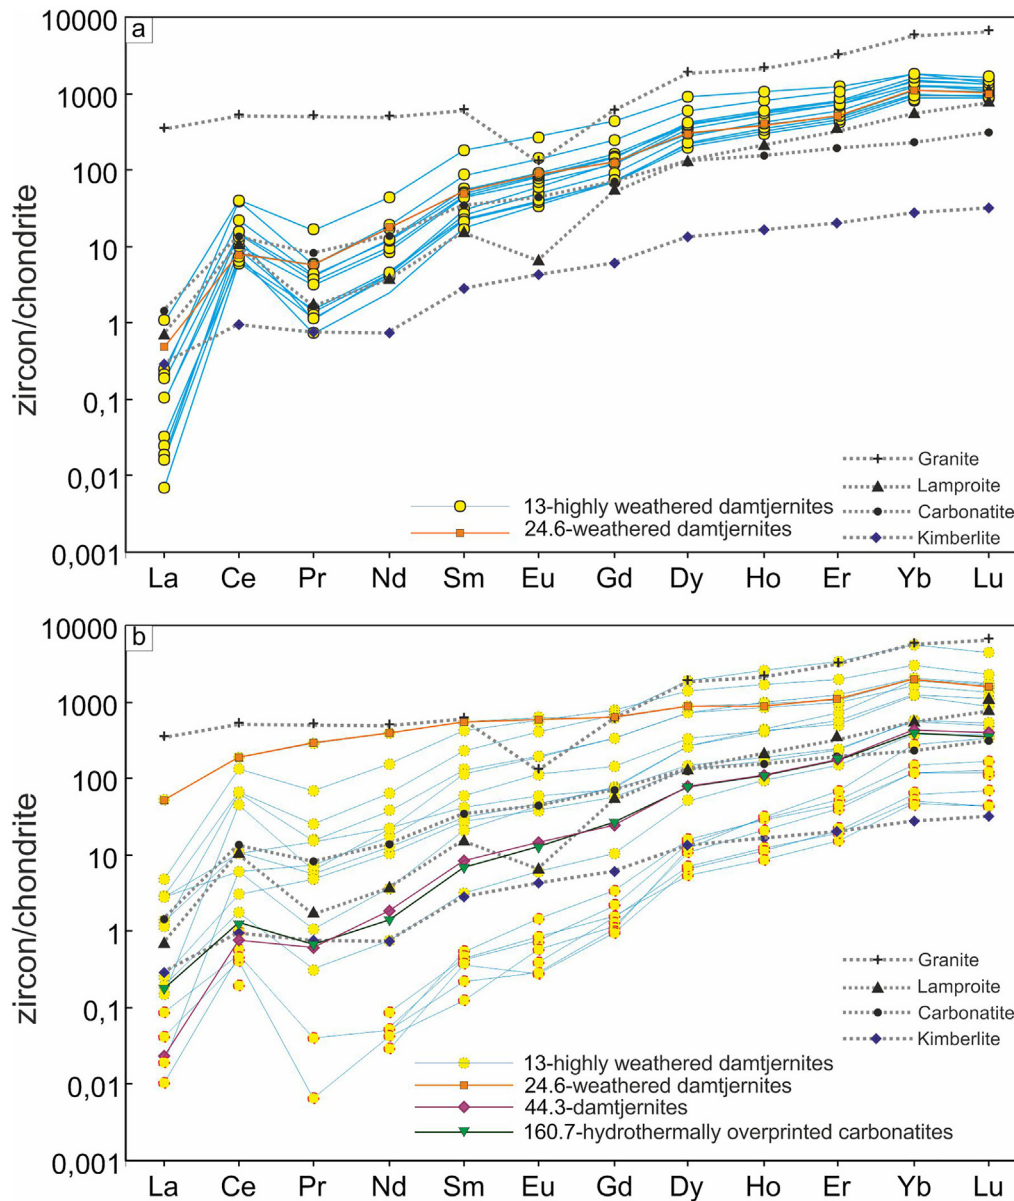 a
10000
1000
100
10
1
0,1
0,01
0,001
zircon/chondrite
13-highly weathered damtjernites
24.6-weathered damtjernites
Granite
Lamproite
Carbonatite
Kimberlite
La Ce Pr Nd Sm Eu Gd Dy Ho Er Yb Lu
b
10000
1000
100
10
1
0,1
0,01
0,001
zircon/chondrite
Granite
Lamproite
Carbonatite
Kimberlite
13-highly weathered damtjernites
24.6-weathered damtjernites
44.3-damtjernites
160.7-hydrothermally overprinted carbonatites
La Ce Pr Nd Sm Eu Gd Dy Ho Er Yb Lu